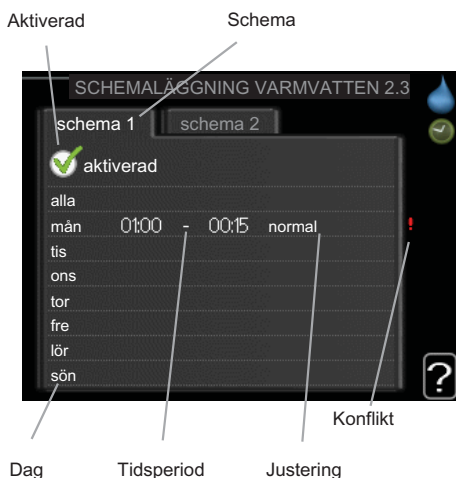 Aktiverad Schema
SCHEMALÄGGNING VARMVATTEN 2.3
schema 1 schema 2
aktiverad
alla
mån 01:00 - 00:15 normal !
tis
ons
tor
fre
lör
sön
?
Konflikt
Dag Tidsperiod Justering